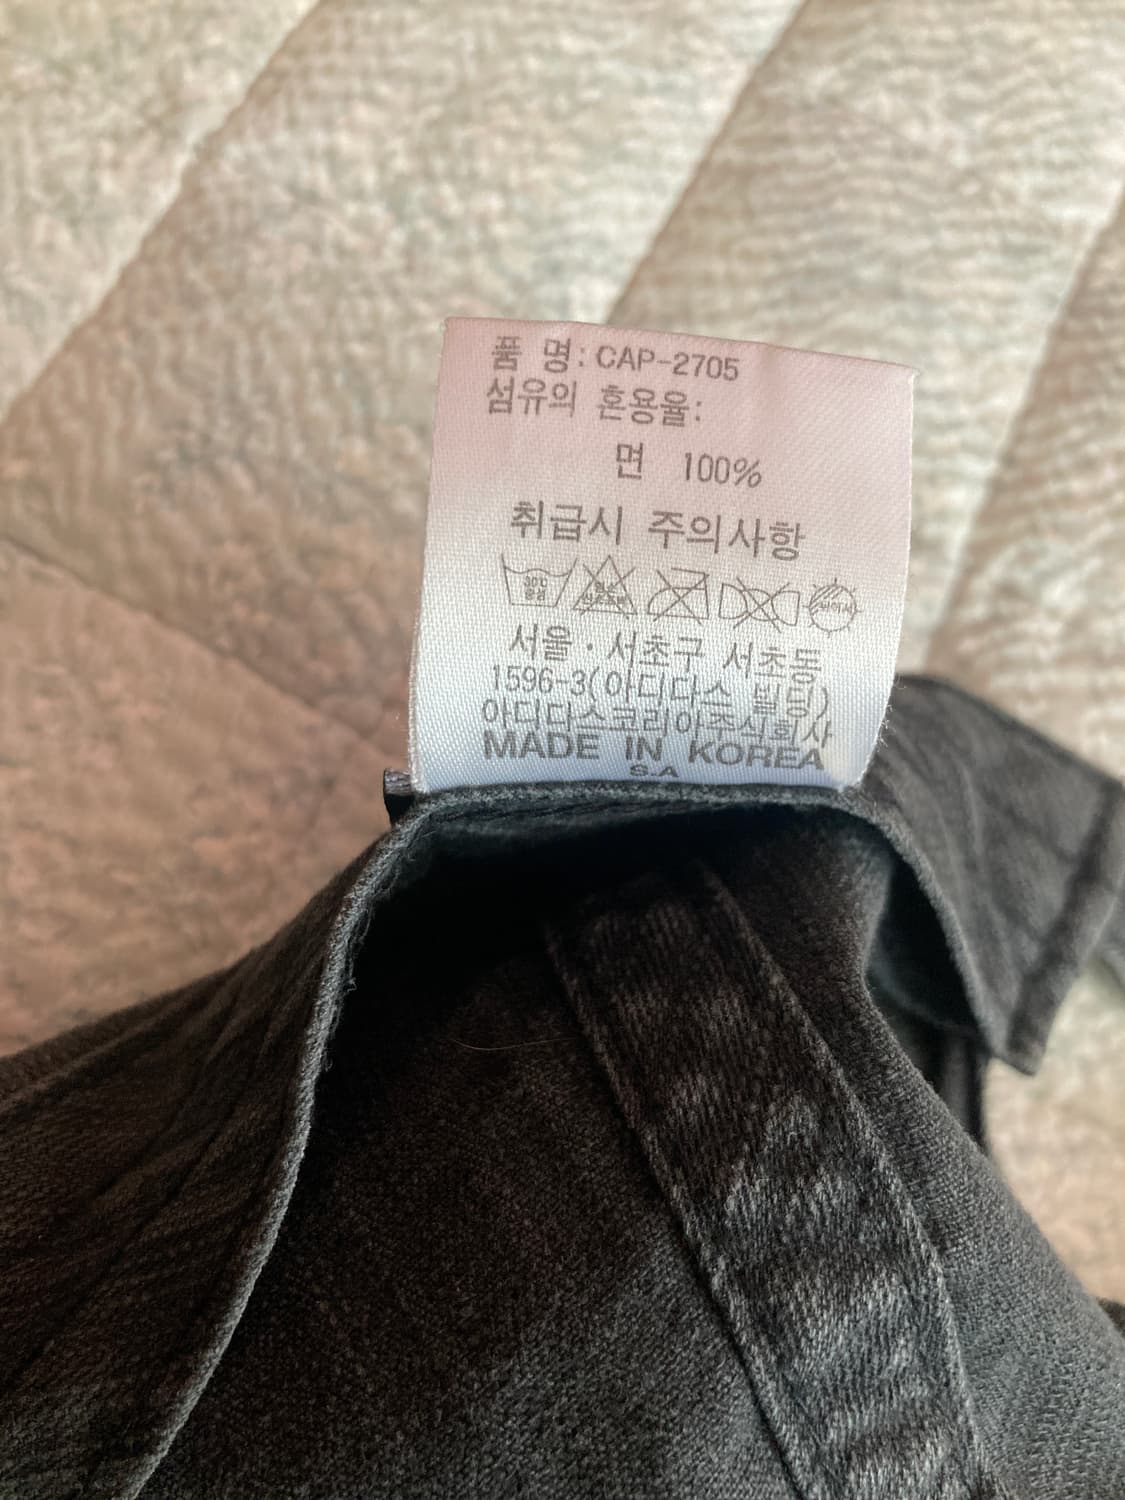 품 명: CAP-2705
섬유의 혼용율:
면 100%
취급시 주의사항
30℃
서울·서초구 서초동
1596-3(아디다스 빌딩)
아디다스코리아주식회사
MADE IN KOREA
S.A